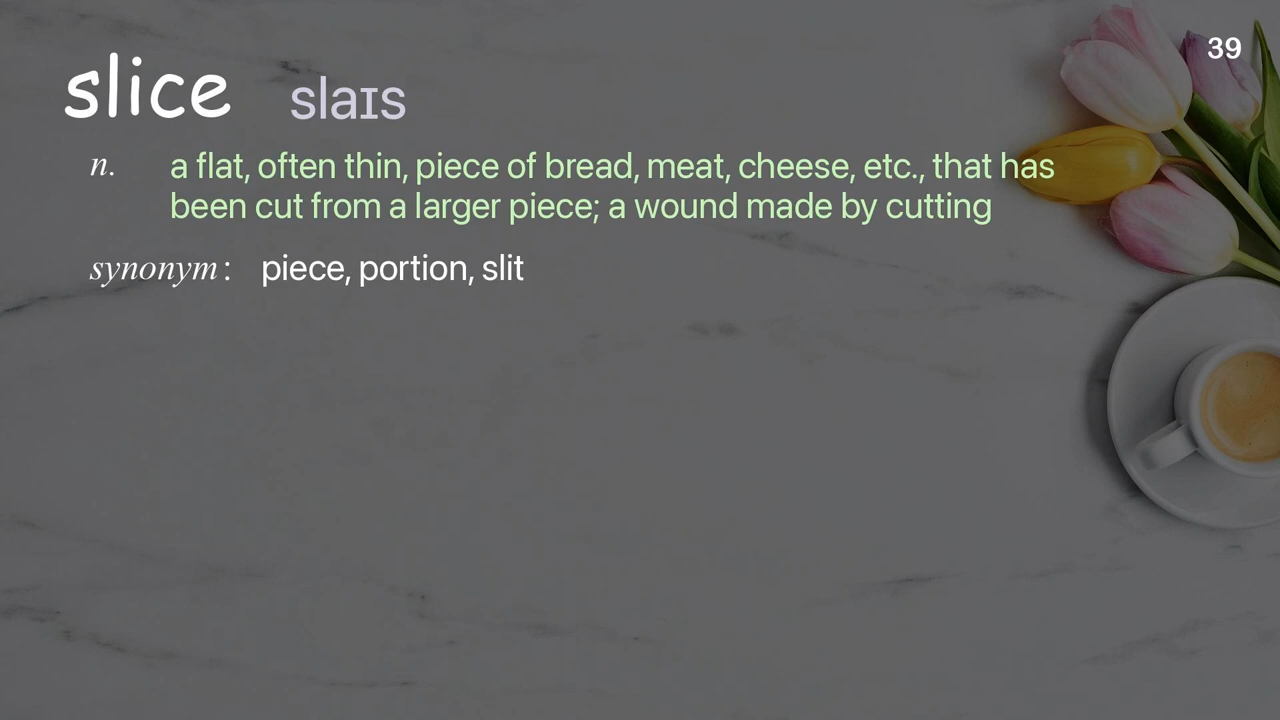 39
slice slaɪs
n. a flat, often thin, piece of bread, meat, cheese, etc., that has
been cut from a larger piece; a wound made by cutting
synonym: piece, portion, slit